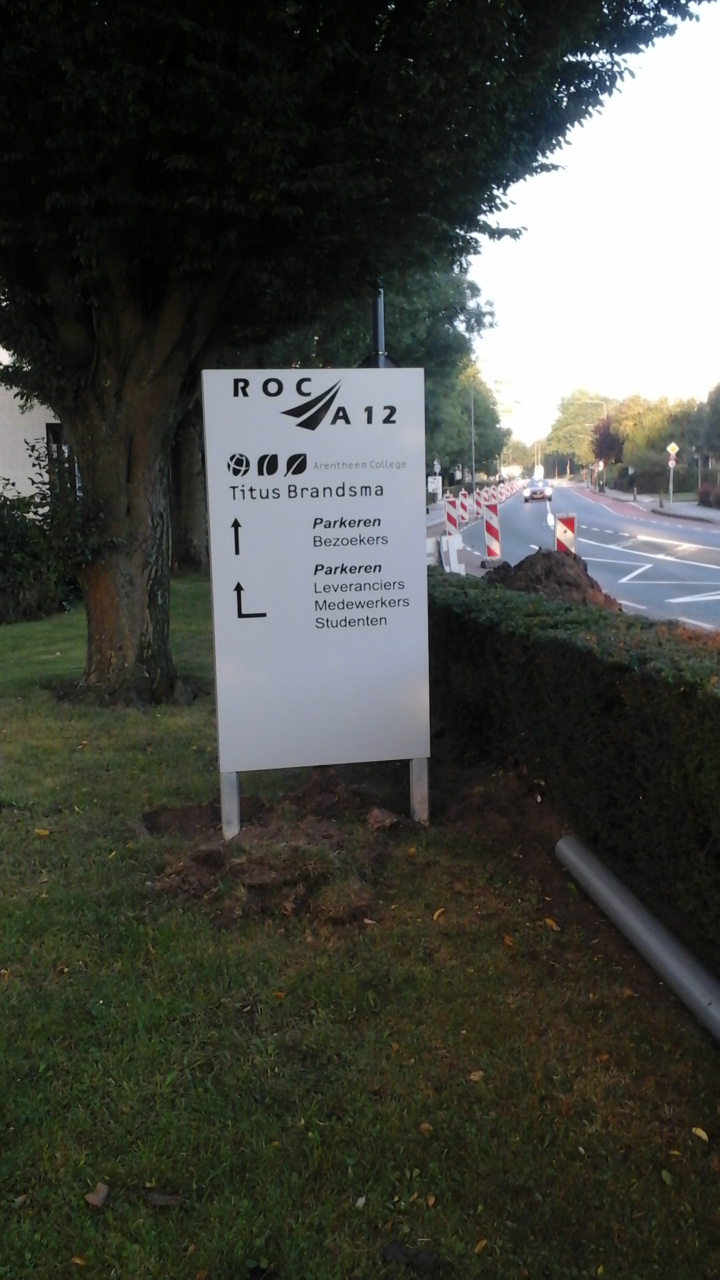 ROC
A12
Arentheem College
Titus Brandsma
Parkeren
Bezoekers
Parkeren
Leveranciers
Medewerkers
Studenten